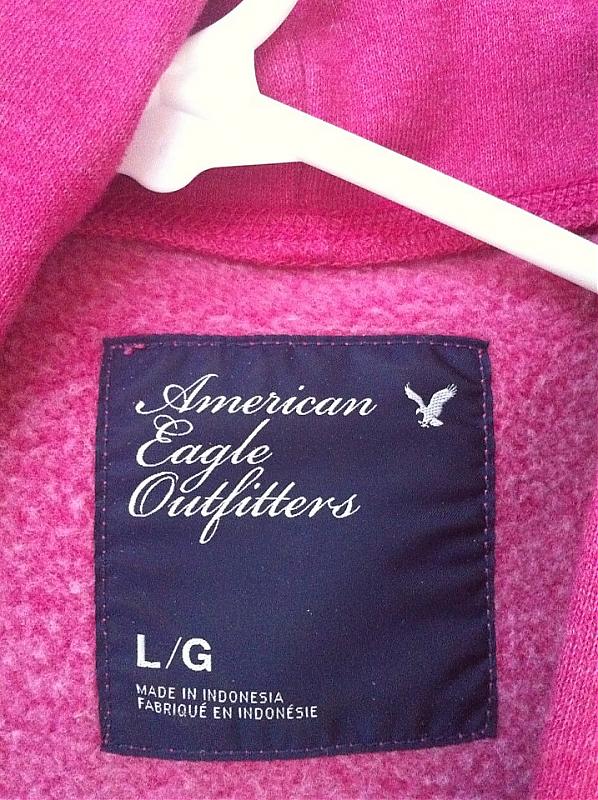 American
Eagle
Outfitters
L/G
MADE IN INDONESIA
FABRIQUÉ EN INDONÉSIE